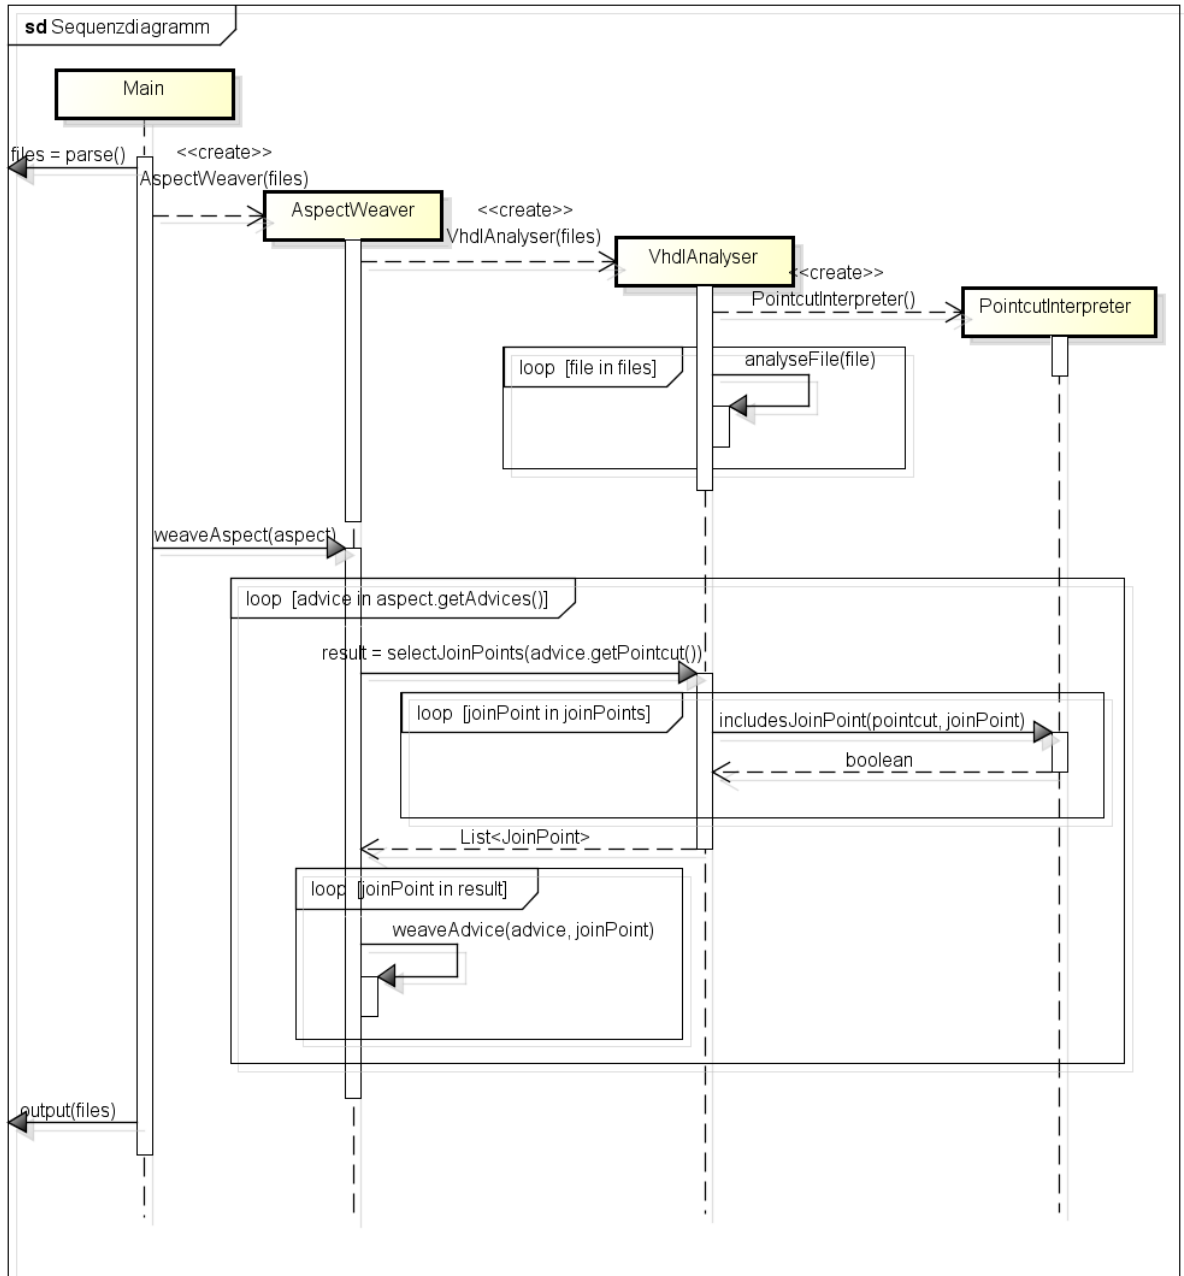 sd Sequenzdiagramm
Main
files = parse()
<<create>>
AspectWeaver(files)
AspectWeaver
<<create>>
VhdlAnalyser(files)
VhdlAnalyser
<<create>>
PointcutInterpreter()
PointcutInterpreter
loop [file in files]
analyseFile(file)
weaveAspect(aspect)
loop [advice in aspect.getAdvices()]
result = selectJoinPoints(advice.getPointcut())
loop [joinPoint in joinPoints]
includesJoinPoint(pointcut, joinPoint)
boolean
List<JoinPoint>
loop [joinPoint in result]
weaveAdvice(advice, joinPoint)
output(files)